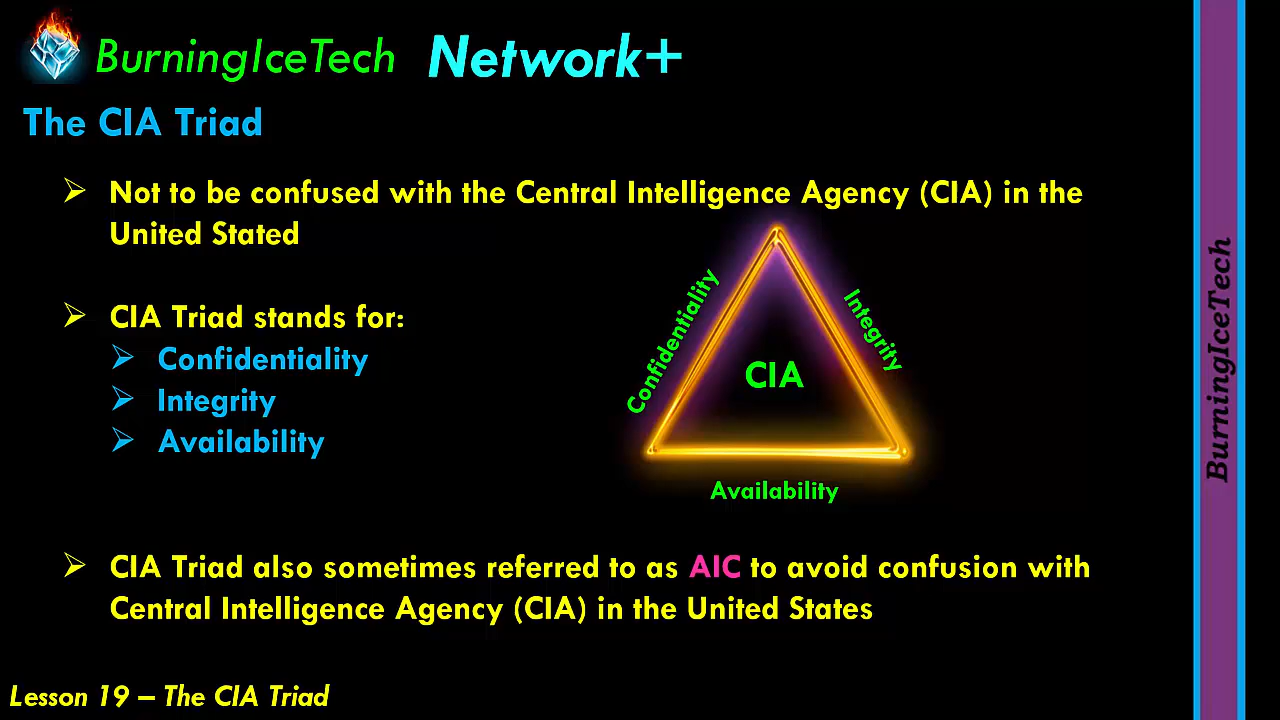 BurningIceTech Network+
The CIA Triad
Not to be confused with the Central Intelligence Agency (CIA) in the
United Stated
CIA Triad stands for:
Confidentiality
Integrity
Availability
Confidentiality
Integrity
CIA
Availability
CIA Triad also sometimes referred to as AIC to avoid confusion with
Central Intelligence Agency (CIA) in the United States
Lesson 19 – The CIA Triad
BurningIceTech